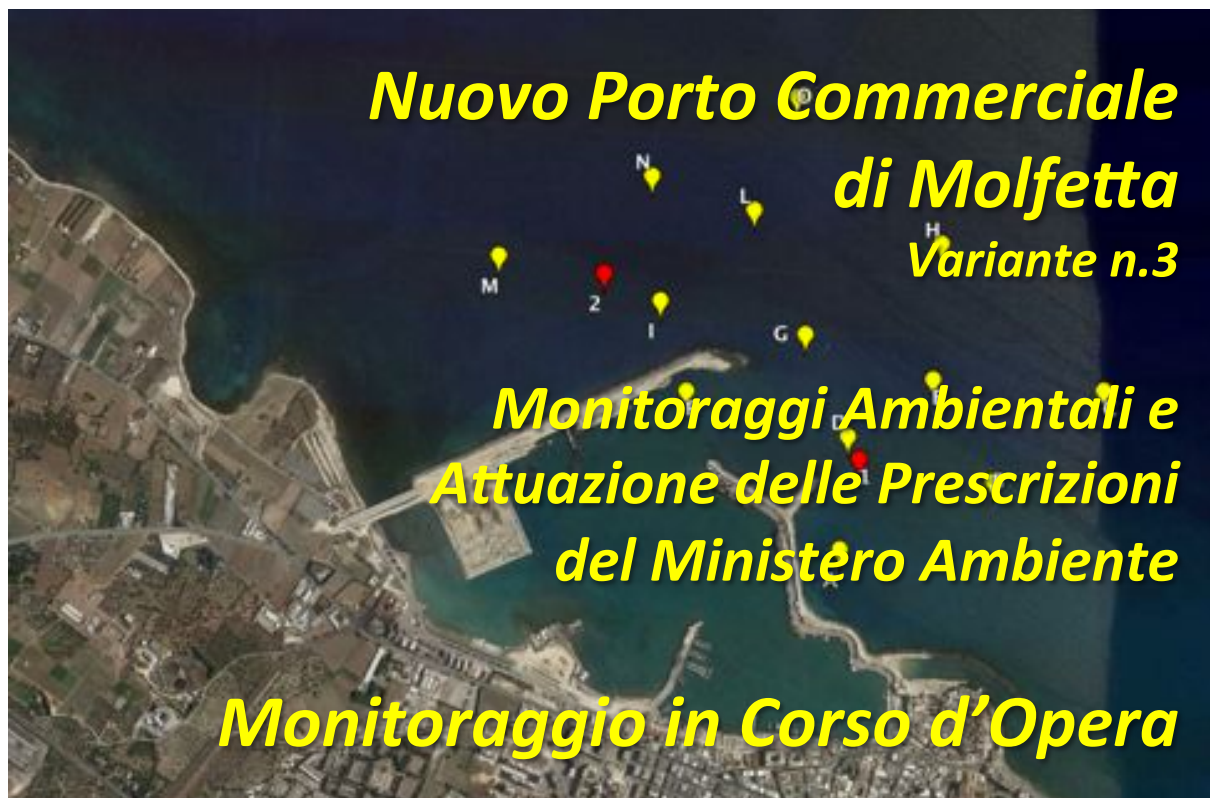 Nuovo Porto Commerciale
O
di Molfetta
N
L
H
Variante n.3
M
2
I
G
Monitoraggi Ambientali e
D
1
Attuazione delle Prescrizioni
del Ministero Ambiente
A
Monitoraggio in Corso d’Opera